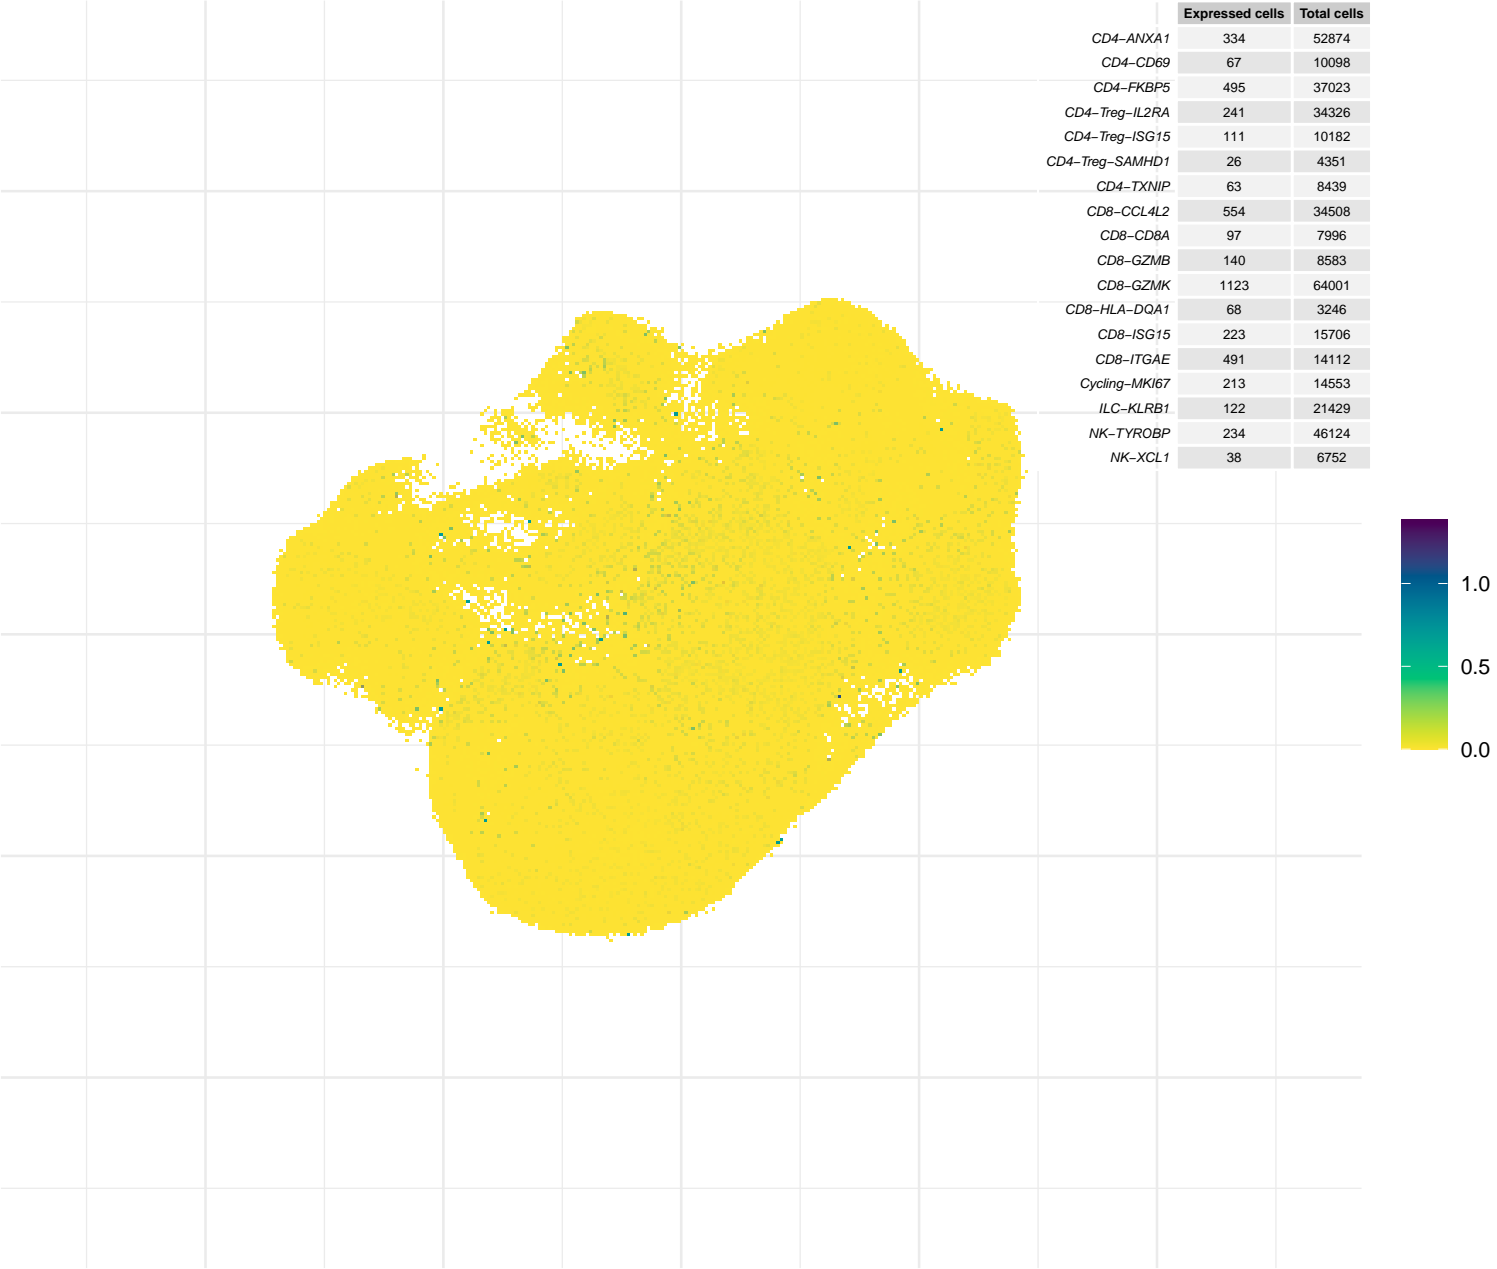 Expressed cells Total cells
CD4−ANXA1 334 52874
CD4−CD69 67 10098
CD4−FKBP5 495 37023
CD4−Treg−IL2RA 241 34326
CD4−Treg−ISG15 111 10182
CD4−Treg−SAMHD1 26 4351
CD4−TXNIP 63 8439
CD8−CCL4L2 554 34508
CD8−CD8A 97 7996
CD8−GZMB 140 8583
CD8−GZMK 1123 64001
CD8−HLA−DQA1 68 3246
CD8−ISG15 223 15706
CD8−ITGAE 491 14112
Cycling−MKI67 213 14553
ILC−KLRB1 122 21429
NK−TYROBP 234 46124
NK−XCL1 38 6752
1.0
0.5
0.0